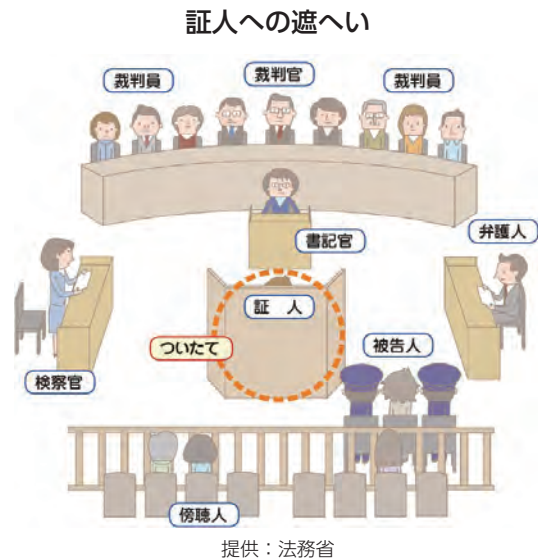 証人への遮へい
裁判員
裁判官
裁判員
書記官
弁護人
証 人
ついたて
被告人
検察官
傍聴人
提供：法務省